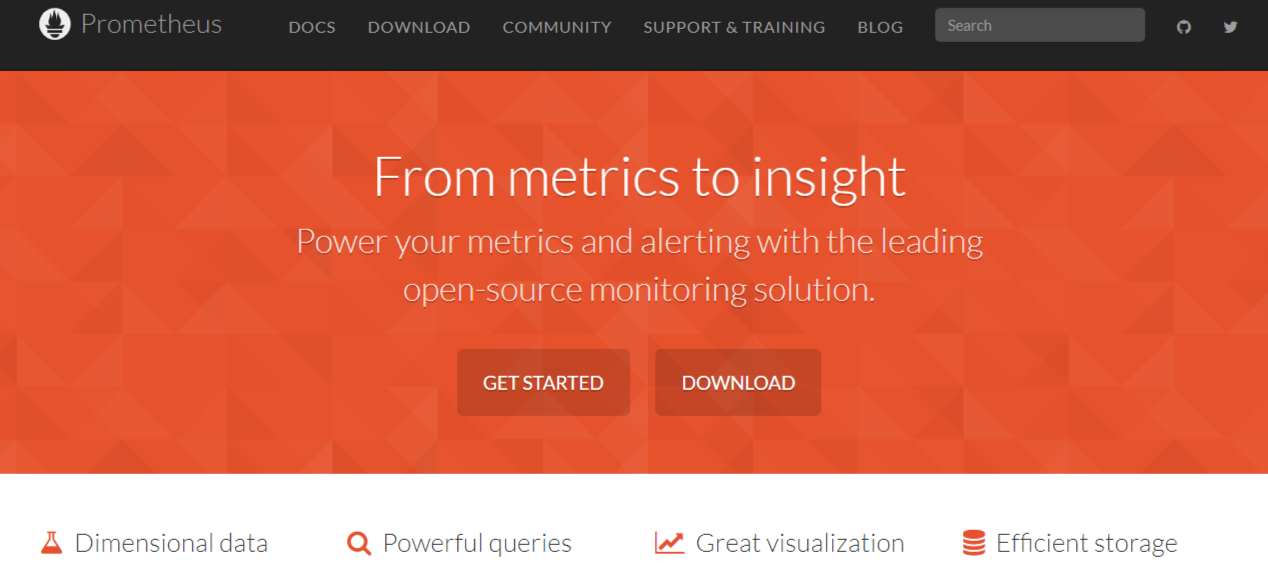 Prometheus
DOCS
DOWNLOAD
COMMUNITY
SUPPORT & TRAINING
BLOG
Search
From metrics to insight
Power your metrics and alerting with the leading
open-source monitoring solution.
GET STARTED
DOWNLOAD
Dimensional data
Powerful queries
Great visualization
Efficient storage